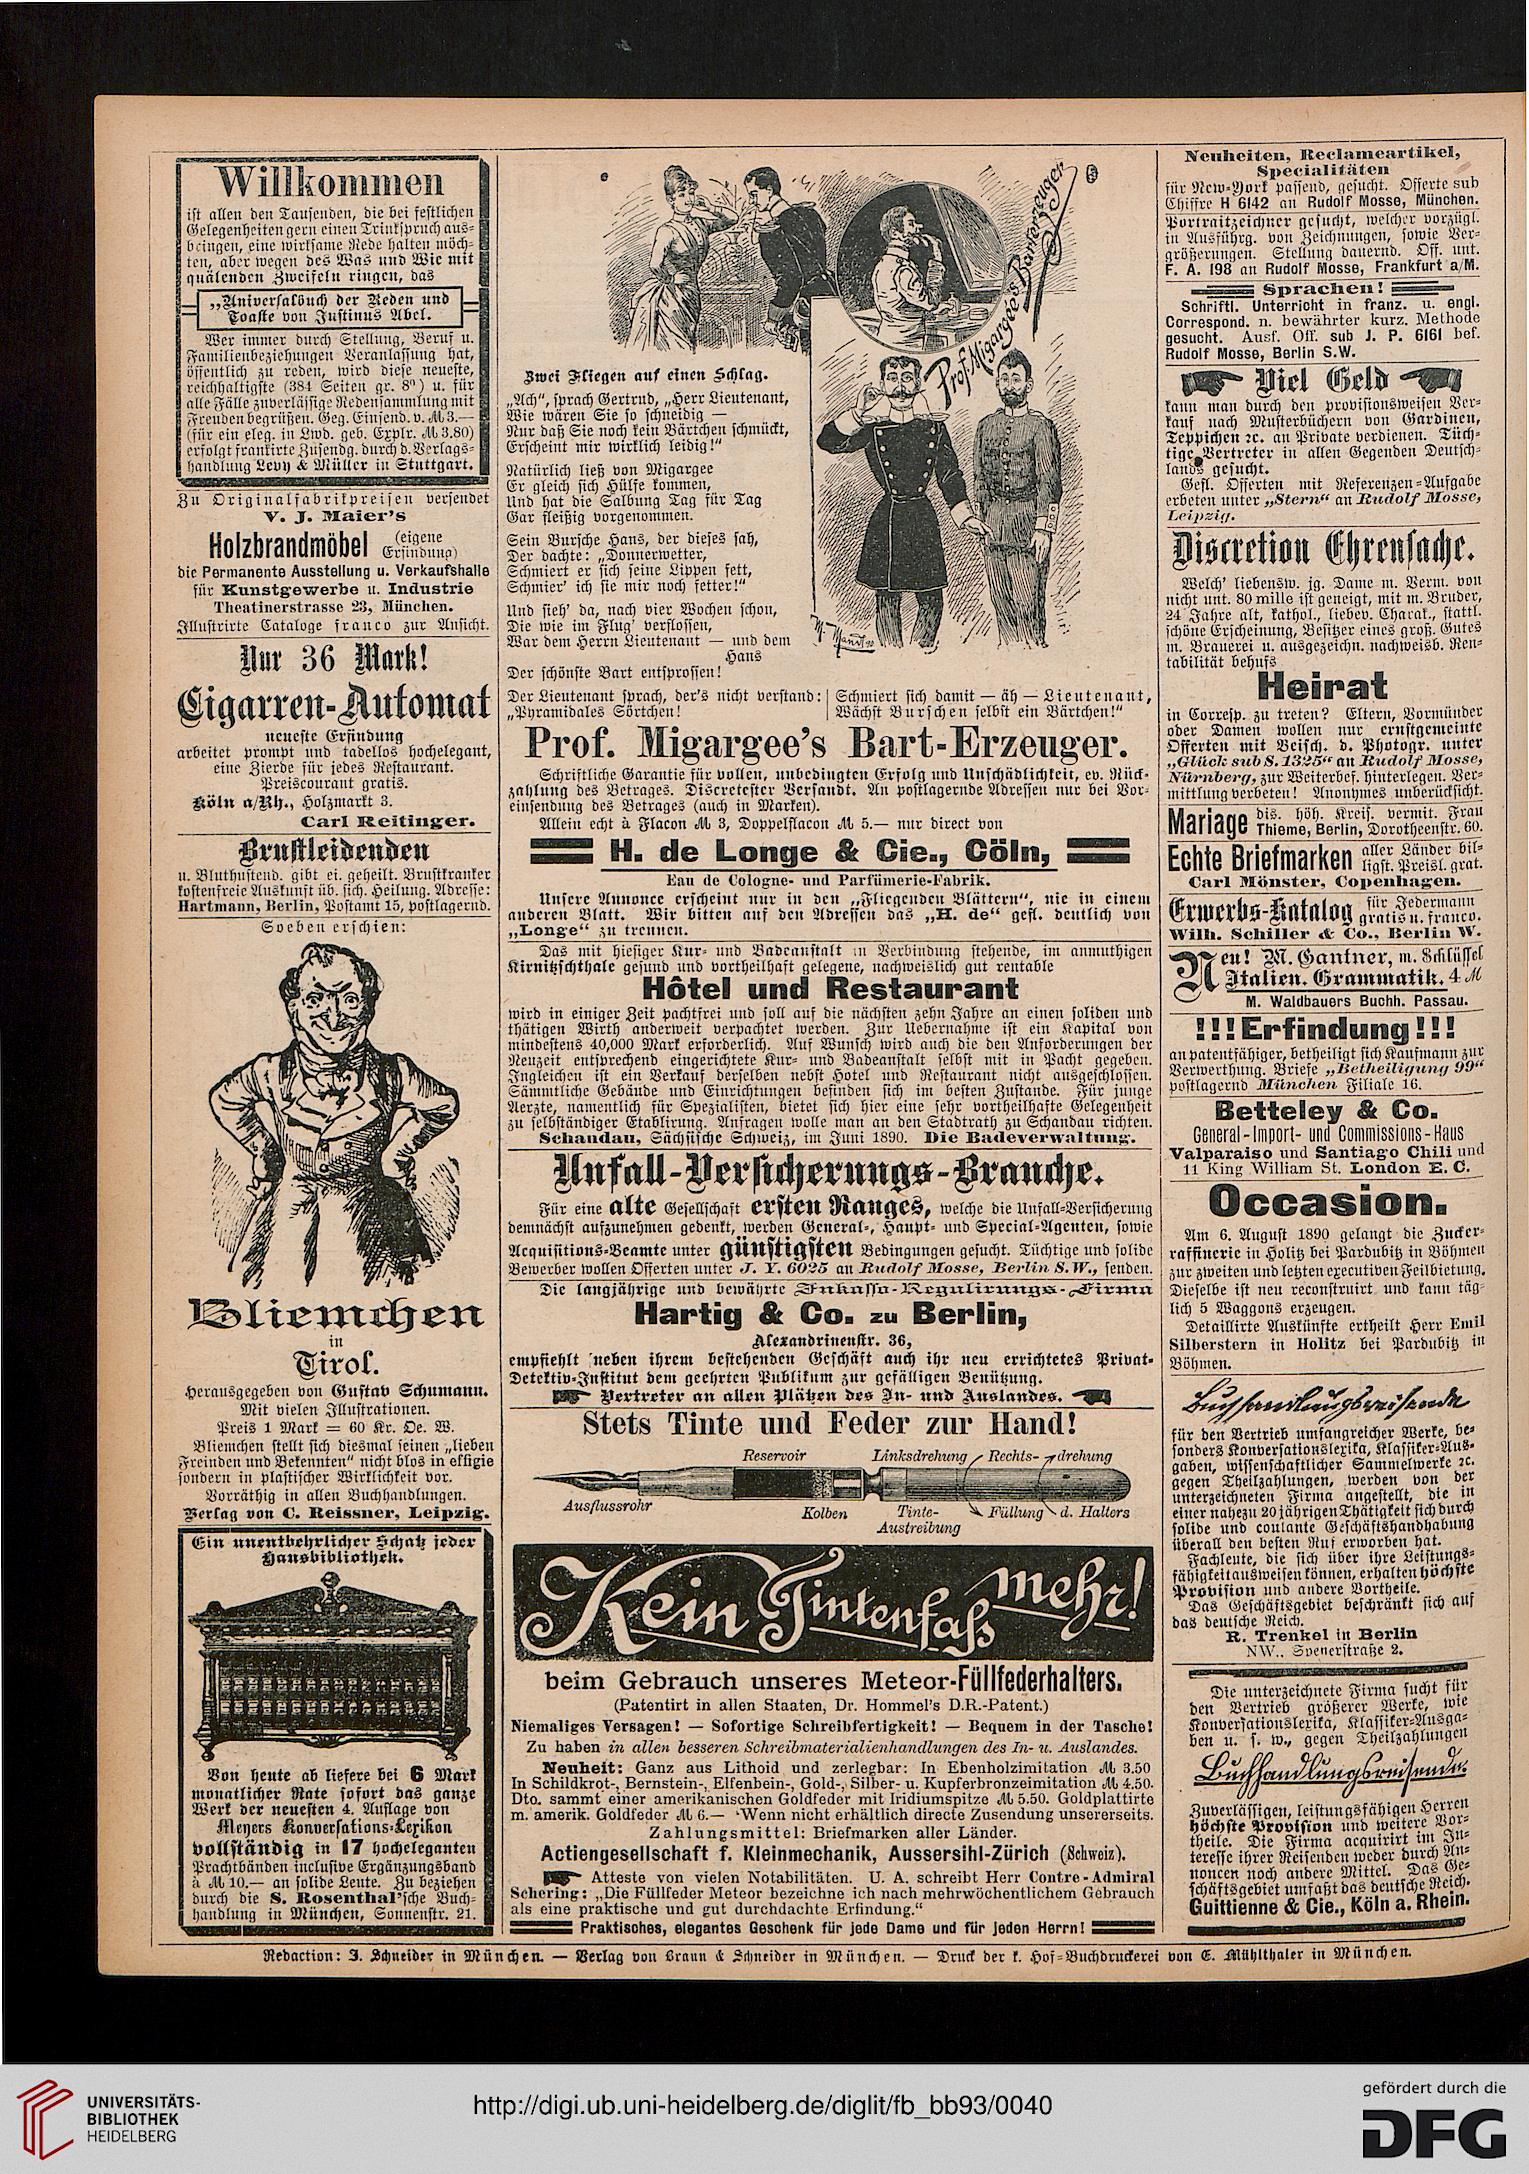 Willkommen
ist allen den Tausenden, die bei festlichen
Gelegenheiten gern einen Trinkspruch aus-
bringen, eine wirksame Rede halten möch-
ten, aber wegen des Was und Wie mit
quälenden Zweifeln ringen, das
„Universalbuch der Reden und
Toaste von Justinus Abel.
Wer immer durch Stellung, Beruf u.
Familienbeziehungen Veranlassung hat,
öffentlich zu reden, wird diese neueste,
reichhaltigste (384 Seiten gr. 8⁰) u. für
alle Fälle zuverlässige Redensammlung mit
Freuden begrüßen. Geg. Einsend. v. M 3.—
(für ein eleg. in Lwd. geb. Explr. M 3.80)
erfolgt frankirte Zusendg. durch d. Verlags-
handlung Levy & Müller in Stuttgart.
Zu Originalfabrikpreisen versendet
V. J. Maier's
Holzbrandmöbel (eigene Erfindung)
die Permanente Ausstellung u. Verkaufshalle
für Kunstgewerbe u. Industrie
Theatinerstrasse 23, München.
Illustrirte Cataloge franco zur Ansicht.
Nur 36 Mark!
Cigarren-Automat
neueste Erfindung
arbeitet prompt und tadellos hochelegant,
eine Zierde für jedes Restaurant.
Preiscourant gratis.
Köln a/Rh., Holzmarkt 3.
Carl Reitinger.
Brustleidenden
u. Bluthustend. gibt ei. geheilt. Brustkranker
kostenfreie Auskunft üb. sich. Heilung. Adresse:
Hartmann, Berlin, Postamt 15, postlagernd.
Soeben erschien:
Bliemchen
in
Tirol.
Herausgegeben von Gustav Schumann.
Mit vielen Illustrationen.
Preis 1 Mark = 60 Kr. Oe. W.
Bliemchen stellt sich diesmal seinen „lieben
Freinden und Bekennten" nicht blos in effigie
sondern in plastischer Wirklichkeit vor.
Vorräthig in allen Buchhandlungen.
Verlag von C. Reissner, Leipzig.
Ein unentbehrlicher Schatz jeder
Hausbibliothek.
Von heute ab liefere bei 6 Mark
monatlicher Rate sofort das ganze
Werk der neuesten 4. Auflage von
Meyers Konversations-Lexikon
vollständig in 17 hocheleganten
Prachtbänden inclusive Ergänzungsband
à M 10.— an solide Leute. Zu beziehen
durch die S. Rosenthal'sche Buch-
handlung in München, Sonnenstr. 21.
Prof. Migargee's Barterzeuger
Zwei Fliegen auf einen Schlag.
„Ach", sprach Gertrud, „Herr Lieutenant,
Wie wären Sie so schneidig —
Nur daß Sie noch kein Bärtchen schmückt,
Erscheint mir wirklich leidig!"
Natürlich ließ von Migargee
Er gleich sich Hülfe kommen,
Und hat die Salbung Tag für Tag
Gar fleißig vorgenommen.
Sein Bursche Hans, der dieses sah,
Der dachte: „Donnerwetter,
Schmiert er sich seine Lippen fett,
Schmier' ich sie mir noch fetter!"
Und sieh' da, nach vier Wochen schon,
Die wie im Flug' verflossen,
War dem Herrn Lieutenant — und dem
Hans
Der schönste Bart entsprossen!
Der Lieutenant sprach, der's nicht verstand:
„Pyramidales Sörtchen!
Schmiert sich damit — äh — Lieutenant,
Wächst Burschen selbst ein Bärtchen!"
Prof. Migargee's Bart-Erzeuger.
Schriftliche Garantie für vollen, unbedingten Erfolg und Unschädlichkeit, ev. Rück-
zahlung des Betrages. Discretester Versandt. An postlagernde Adressen nur bei Vor-
einsendung des Betrages (auch in Marken).
Allein echt à Flacon M 3, Doppelflacon M 5.— nur direct von
H. de Longe & Cie., Cöln,
Eau de Cologne- und Parfümerie-Fabrik.
Unsere Annonce erscheint nur in den „Fliegenden Blättern", nie in einem
anderen Blatt. Wir bitten auf den Adressen das „H. de" gefl. deutlich von
„Longe" zu trennen.
Das mit hiesiger Kur- und Badeanstalt in Verbindung stehende, im anmuthigen
Kirnitzschthale gesund und vortheilhaft gelegene, nachweislich gut rentable
Hôtel und Restaurant
wird in einiger Zeit pachtfrei und soll auf die nächsten zehn Jahre an einen soliden und
thätigen Wirth anderweit verpachtet werden. Zur Uebernahme ist ein Kapital von
mindestens 40,000 Mark erforderlich. Auf Wunsch wird auch die den Anforderungen der
Neuzeit entsprechend eingerichtete Kur- und Badeanstalt selbst mit in Pacht gegeben.
Ingleichen ist ein Verkauf derselben nebst Hotel und Restaurant nicht ausgeschlossen.
Sämmtliche Gebäude und Einrichtungen befinden sich im besten Zustande. Für junge
Aerzte, namentlich für Spezialisten, bietet sich hier eine sehr vortheilhafte Gelegenheit
zu selbständiger Etablirung. Anfragen wolle man an den Stadtrath zu Schandau richten.
Schandau, Sächsische Schweiz, im Juni 1890. Die Badeverwaltung.
Unfall-Versicherungs-Branche.
Für eine alte Gesellschaft ersten Ranges, welche die Unfall-Versicherung
demnächst aufzunehmen gedenkt, werden General-, Haupt- und Special-Agenten, sowie
Acquisitions-Beamte unter günstigsten Bedingungen gesucht. Tüchtige und solide
Bewerber wollen Offerten unter J. Y. 6025 an Rudolf Mosse, Berlin S.W., senden.
Die langjährige und bewährte Inkasso-Regulirungs-Firma
Hartig & Co. zu Berlin,
Alexandrinenstr. 36,
empfiehlt neben ihrem bestehenden Geschäft auch ihr neu errichtetes Privat-
Detektiv-Institut dem geehrten Publikum zur gefälligen Benützung.
Vertreter an allen Plätzen des In- und Auslandes.
Stets Tinte und Feder zur Hand!
Reservoir Linksdrehung Rechts-drehung
Ausflussrohr Kolben Tinte-Austreibung Füllung d. Halters
Kein Tintenfass mehr!
beim Gebrauch unseres Meteor-Füllfederhalters.
(Patentirt in allen Staaten, Dr. Hommel's D.R.-Patent.)
Niemaliges Versagen! — Sofortige Schreibfertigkeit! — Bequem in der Tasche!
Zu haben in allen besseren Schreibmaterialienhandlungen des In- u. Auslandes.
Neuheit: Ganz aus Lithoid und zerlegbar: In Ebenholzimitation M 3.50
In Schildkrot-, Bernstein-, Elfenbein-, Gold-, Silber- u. Kupferbronzeimitation M 4.50.
Dto. sammt einer amerikanischen Goldfeder mit Iridiumspitze M 5.50. Goldplattirte
m. amerik. Goldfeder M 6.— Wenn nicht erhältlich directe Zusendung unsererseits.
Zahlungsmittel: Briefmarken aller Länder.
Actiengesellschaft f. Kleinmechanik, Aussersihl-Zürich (Schweiz).
Atteste von vielen Notabilitäten. U. A. schreibt Herr Contre-Admiral
Schering: „Die Füllfeder Meteor bezeichne ich nach mehrwöchentlichem Gebrauch
als eine praktische und gut durchdachte Erfindung."
Praktisches, elegantes Geschenk für jede Dame und für jeden Herrn!
Neuheiten, Reclameartikel,
Specialitäten
für New-York passend, gesucht. Offerte sub
Chiffre H 6142 an Rudolf Mosse, München.
Portraitzeichner gesucht, welcher vorzügl.
in Ausführg. von Zeichnungen, sowie Ver-
größerungen. Stellung dauernd. Off. unt.
F. A. 198 an Rudolf Mosse, Frankfurt a/M.
Sprachen!
Schriftl. Unterricht in franz. u. engl.
Correspond. n. bewährter kurz. Methode
gesucht. Ausf. Off. sub J. P. 6161 bef.
Rudolf Mosse, Berlin S.W.
Viel Geld
kann man durch den provisionsweisen Ver-
kauf nach Musterbüchern von Gardinen,
Teppichen ꝛc. an Private verdienen. Tüch-
tige Vertreter in allen Gegenden Deutsch-
lands gesucht.
Gefl. Offerten mit Referenzen-Aufgabe
erbeten unter „Stern" an Rudolf Mosse,
Leipzig.
Discretion Ehrensache.
Welch' liebensw. jg. Dame m. Verm. von
nicht unt. 80 mille ist geneigt, mit m. Bruder,
24 Jahre alt, kathol., liebev. Charak., stattl.
schöne Erscheinung, Besitzer eines groß. Gutes
m. Brauerei u. ausgezeichn. nachweisb. Ren-
tabilität behufs
Heirat
in Corresp. zu treten? Eltern, Vormünder
oder Damen wollen nur ernstgemeinte
Offerten mit Beisch. d. Photogr. unter
„Glück sub S. 1325" an Rudolf Mosse,
Nürnberg, zur Weiterbef. hinterlegen. Ver-
mittlung verbeten! Anonymes unberücksicht.
Mariage dis. höh. Kreis. vermit. Frau
Thieme, Berlin, Dorotheenstr. 60.
Echte Briefmarken aller Länder bil-
ligst. Preisl. grat.
Carl Mönster, Copenhagen.
Erwerbs-Katalog für Jedermann
gratis u. franco.
Wilh. Schiller & Co., Berlin W.
Neu! M. Gantner, m. Schlüssel
Italien. Grammatik. 4 M
M. Waldbauers Buchh. Passau.
!!!Erfindung!!!
an patentfähiger, betheiligt sich Kaufmann zur
Verwerthung. Briefe „Betheiligung 99"
postlagernd München Filiale 16.
Betteley & Co.
General-Import- und Commissions-Haus
Valparaiso und Santiago Chili und
11 King William St. London E. C.
Occasion.
Am 6. August 1890 gelangt die Zucker-
raffinerie in Holitz bei Pardubitz in Böhmen
zur zweiten und letzten executiven Feilbietung.
Dieselbe ist neu reconstruirt und kann täg-
lich 5 Waggons erzeugen.
Detaillirte Auskünfte ertheilt Herr Emil
Silberstern in Holitz bei Pardubitz in
Böhmen.
Buchhandlungsreisende
für den Vertrieb umfangreicher Werke, be-
sonders Konversationslexika, Klassiker-Aus-
gaben, wissenschaftlicher Sammelwerke ꝛc.
gegen Theilzahlungen, werden von der
unterzeichneten Firma angestellt, die in
einer nahezu 20 jährigen Thätigkeit sich durch
solide und coulante Geschäftshandhabung
überall den besten Ruf erworben hat.
Fachleute, die sich über ihre Leistungs-
fähigkeit ausweisen können, erhalten höchste
Provision und andere Vortheile.
Das Geschäftsgebiet beschränkt sich auf
das deutsche Reich.
R. Trenkel in Berlin
NW., Spenerstraße 2.
Die unterzeichnete Firma sucht für
den Vertrieb größerer Werke, wie
Konversationslexika, Klassiker-Ausga-
ben u. s. w., gegen Theilzahlungen
Buchhandlungsreisende.
Zuverlässigen, leistungsfähigen Herren
höchste Provision und weitere Vor-
theile. Die Firma acquirirt im In-
teresse ihrer Reisenden weder durch An-
noncen noch andere Mittel. Das Ge-
schäftsgebiet umfaßt das deutsche Reich.
Guittienne & Cie., Köln a. Rhein.
Redaction: J. Schneider in München. — Verlag von Braun & Schneider in München. — Druck der k. Hof-Buchdruckerei von E. Mühlthaler in München.
UNIVERSITÄTS-
BIBLIOTHEK
HEIDELBERG
http://digi.ub.uni-heidelberg.de/diglit/fb_bb93/0040
gefördert durch die
DFG